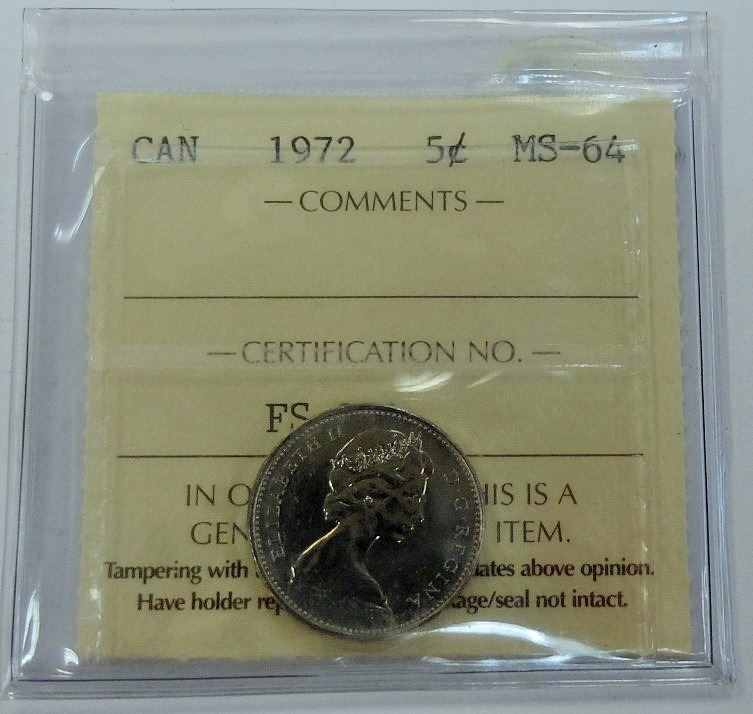 CAN 1972 5¢ MS-64
— COMMENTS —
— CERTIFICATION NO. —
FS
ELIZABETH II D·G·REGINA
IN O HIS IS A
GEN ITEM.
Tampering with lates above opinion.
Have holder rep age/seal not intact.